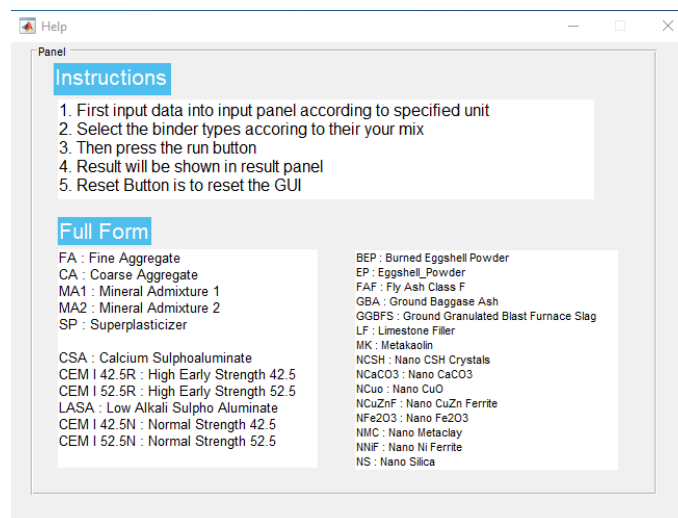 Help
Panel
Instructions
1. First input data into input panel according to specified unit
2. Select the binder types accoring to their your mix
3. Then press the run button
4. Result will be shown in result panel
5. Reset Button is to reset the GUI
Full Form
FA : Fine Aggregate
CA : Coarse Aggregate
MA1 : Mineral Admixture 1
MA2 : Mineral Admixture 2
SP : Superplasticizer
CSA : Calcium Sulphoaluminate
CEM I 42.5R : High Early Strength 42.5
CEM I 52.5R : High Early Strength 52.5
LASA : Low Alkali Sulpho Aluminate
CEM I 42.5N : Normal Strength 42.5
CEM I 52.5N : Normal Strength 52.5
BEP : Burned Eggshell Powder
EP : Eggshell_Powder
FAF : Fly Ash Class F
GBA : Ground Baggase Ash
GGBFS : Ground Granulated Blast Furnace Slag
LF : Limestone Filler
MK : Metakaolin
NCSH : Nano CSH Crystals
NCaCO3 : Nano CaCO3
NCuo : Nano CuO
NCuZnF : Nano CuZn Ferrite
NFe2O3 : Nano Fe2O3
NMC : Nano Metaclay
NNiF : Nano Ni Ferrite
NS : Nano Silica